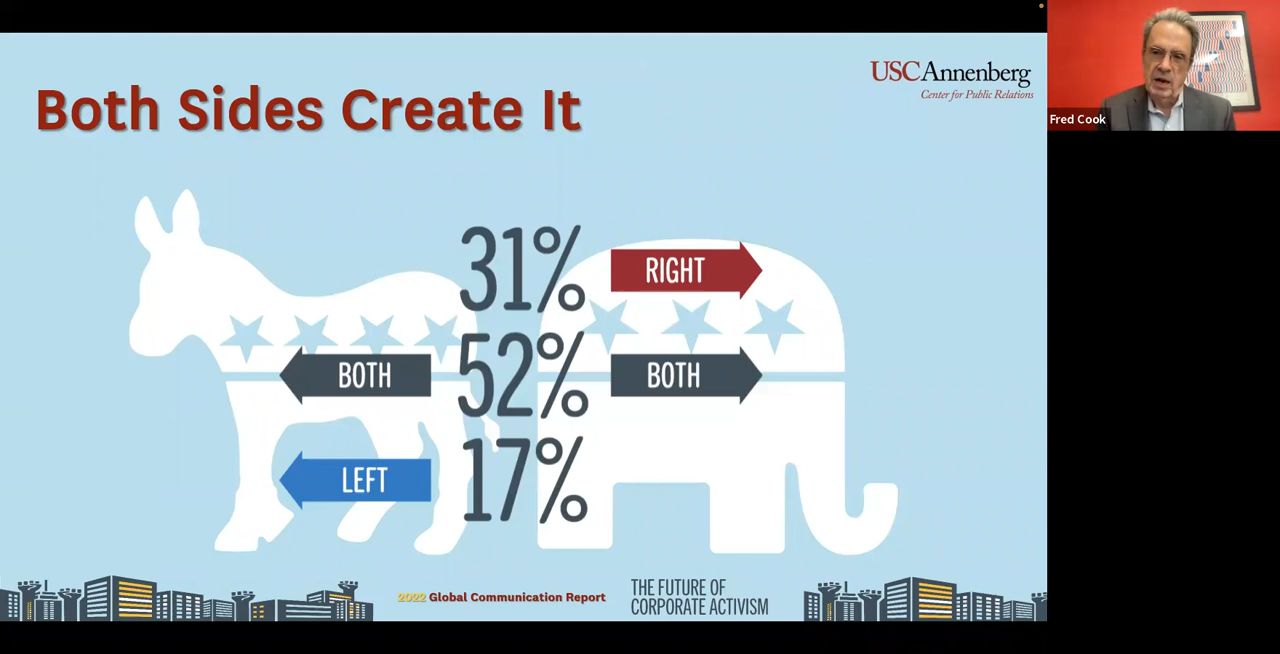 Both Sides Create It
USC Annenberg
Center for Public Relations
Fred Cook
31%
RIGHT
BOTH
52%
BOTH
LEFT
17%
2022 Global Communication Report
THE FUTURE OF
CORPORATE ACTIVISM